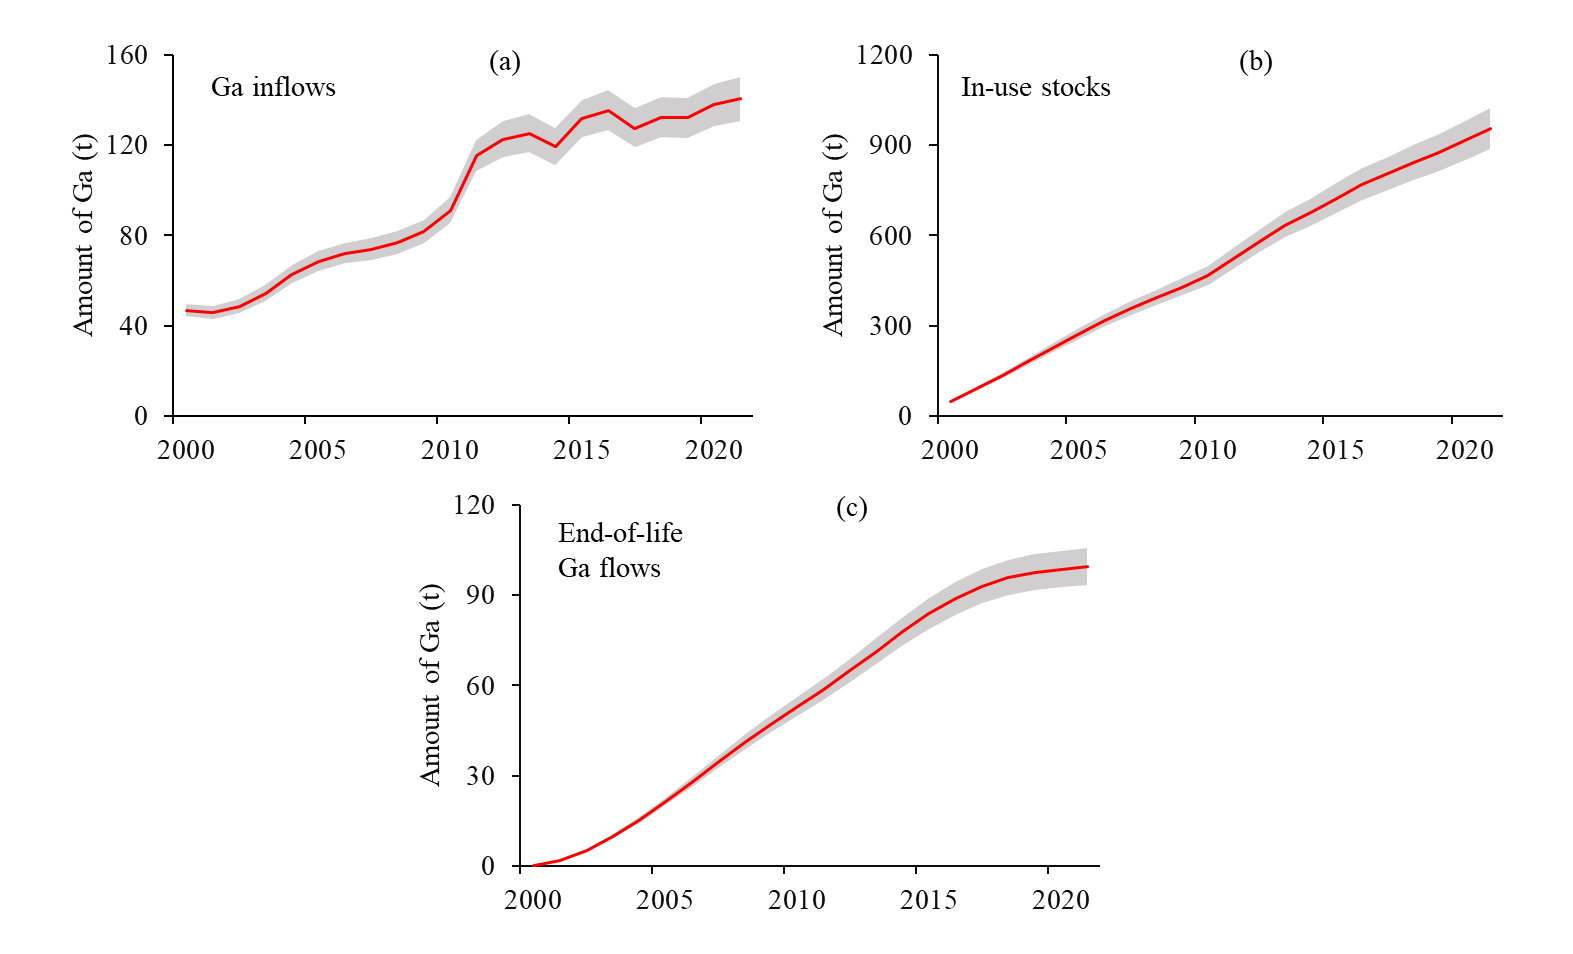 (a)
Ga inflows
Amount of Ga (t)
160
120
80
40
0
2000 2005 2010 2015 2020
(b)
In-use stocks
Amount of Ga (t)
1200
900
600
300
0
2000 2005 2010 2015 2020
(c)
End-of-life
Ga flows
Amount of Ga (t)
120
90
60
30
0
2000 2005 2010 2015 2020